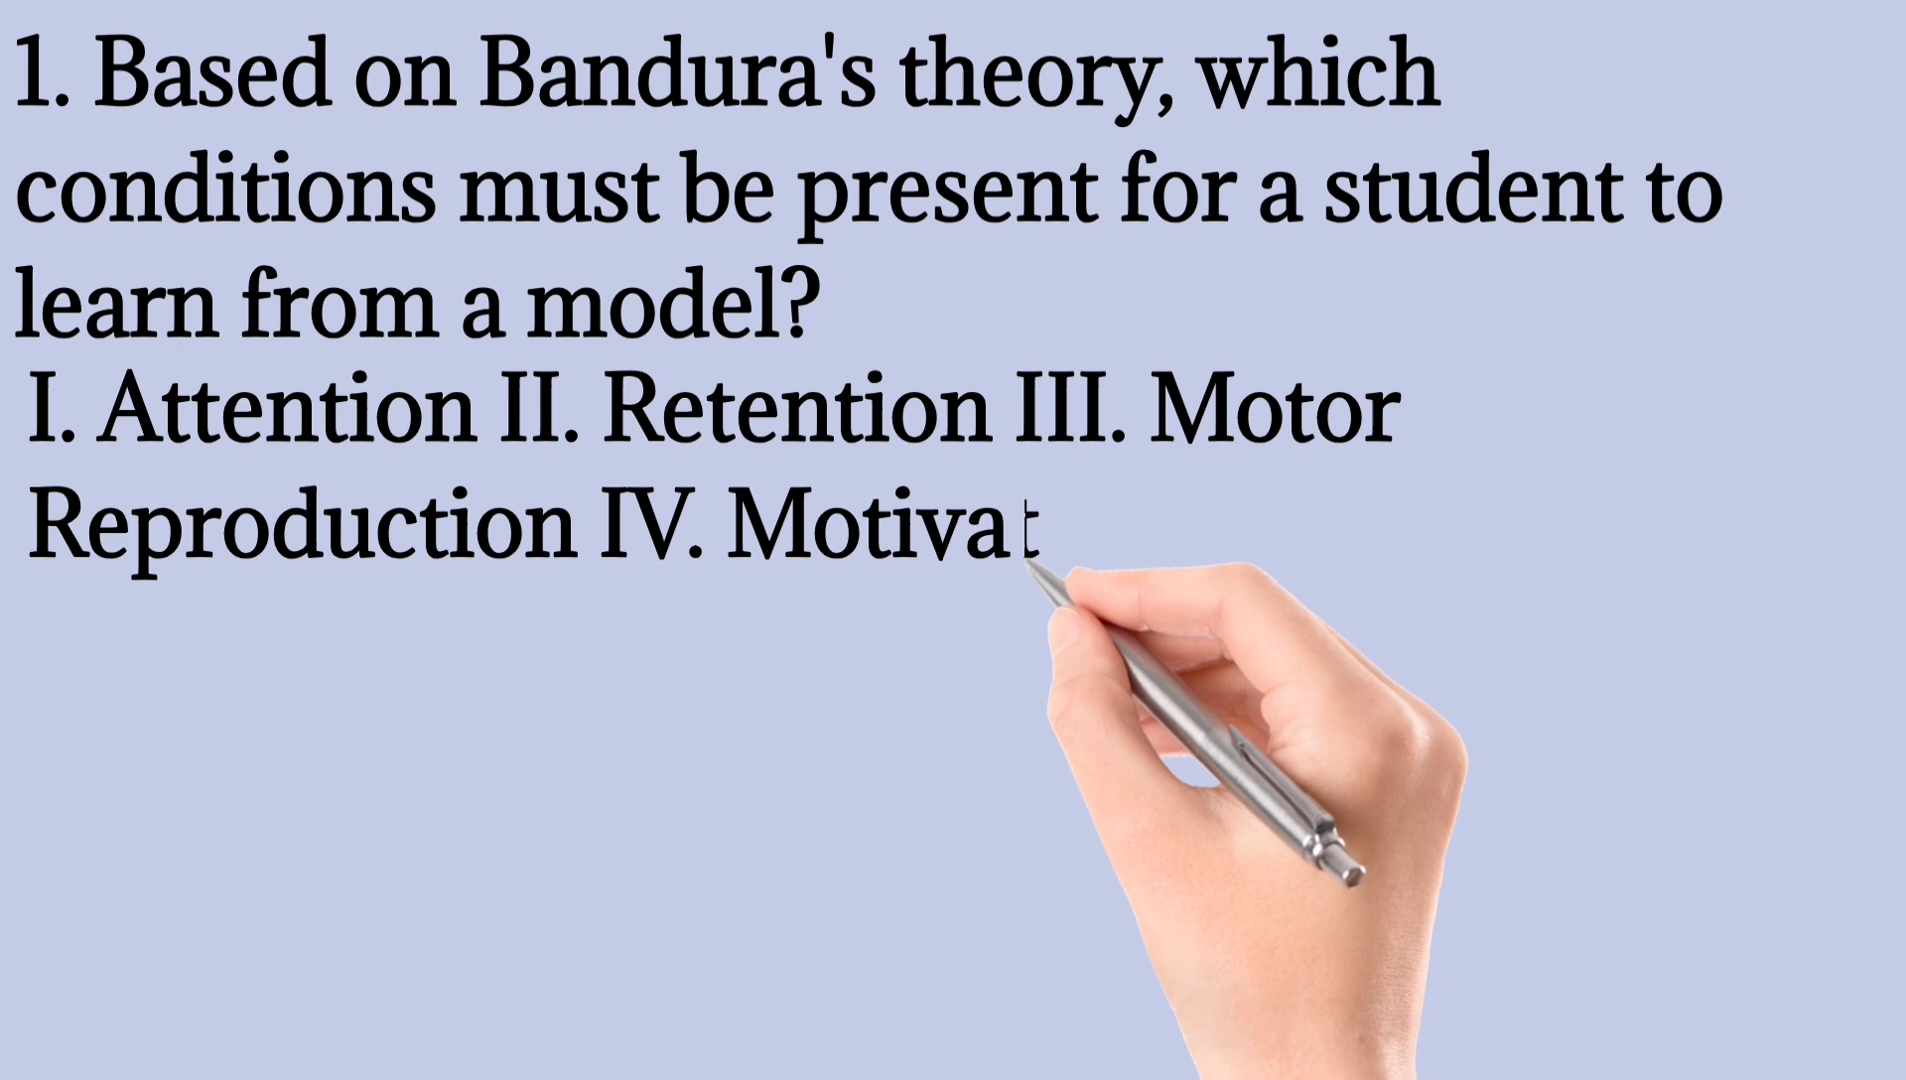 1. Based on Bandura's theory, which
conditions must be present for a student to
learn from a model?
I. Attention II. Retention III. Motor
Reproduction IV. Motivat